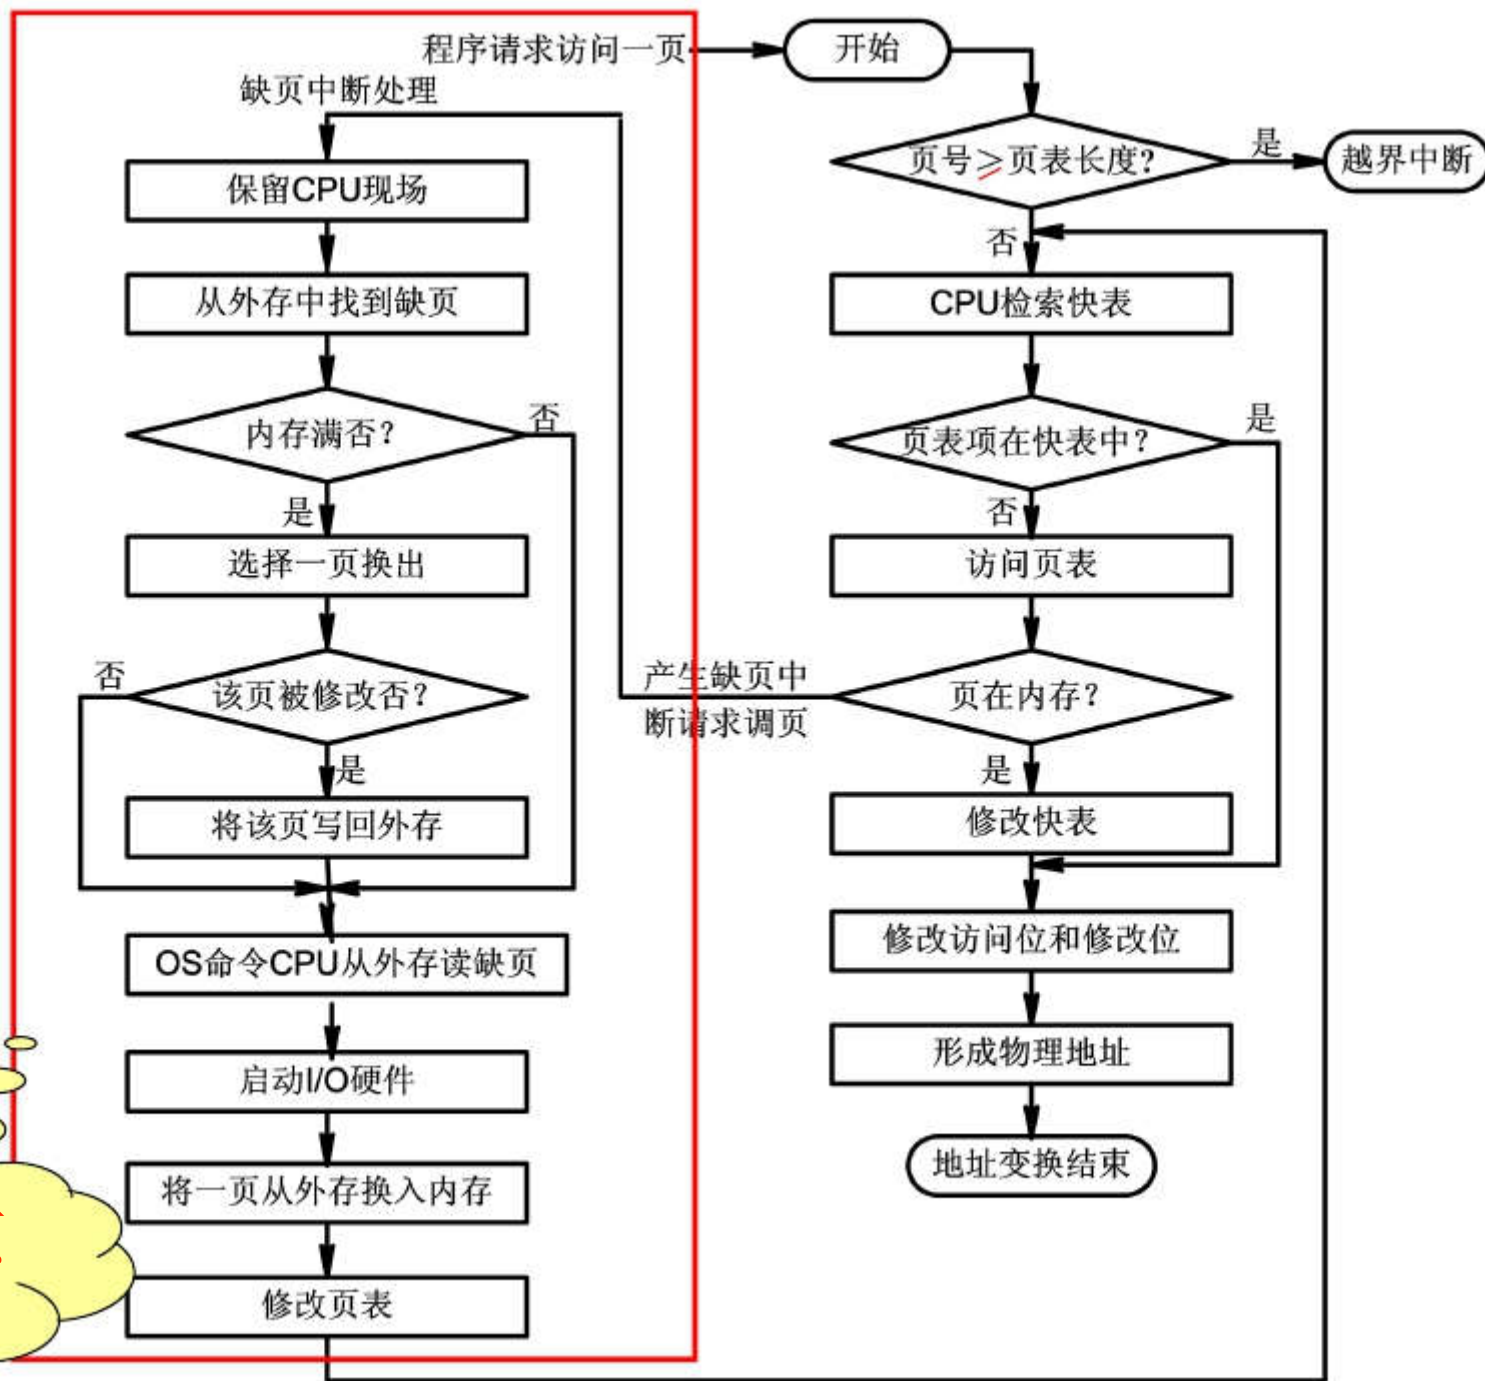 程序请求访问一页
开始
缺页中断处理
页号≥页表长度?
是
越界中断
保留CPU现场
否
从外存中找到缺页
CPU检索快表
内存满否?
否
页表项在快表中?
是
是
否
选择一页换出
访问页表
否
该页被修改否?
产生缺页中
断请求调页
页在内存?
是
是
将该页写回外存
修改快表
修改访问位和修改位
OS命令CPU从外存读缺页
启动I/O硬件
形成物理地址
将一页从外存换入内存
地址变换结束
修改页表